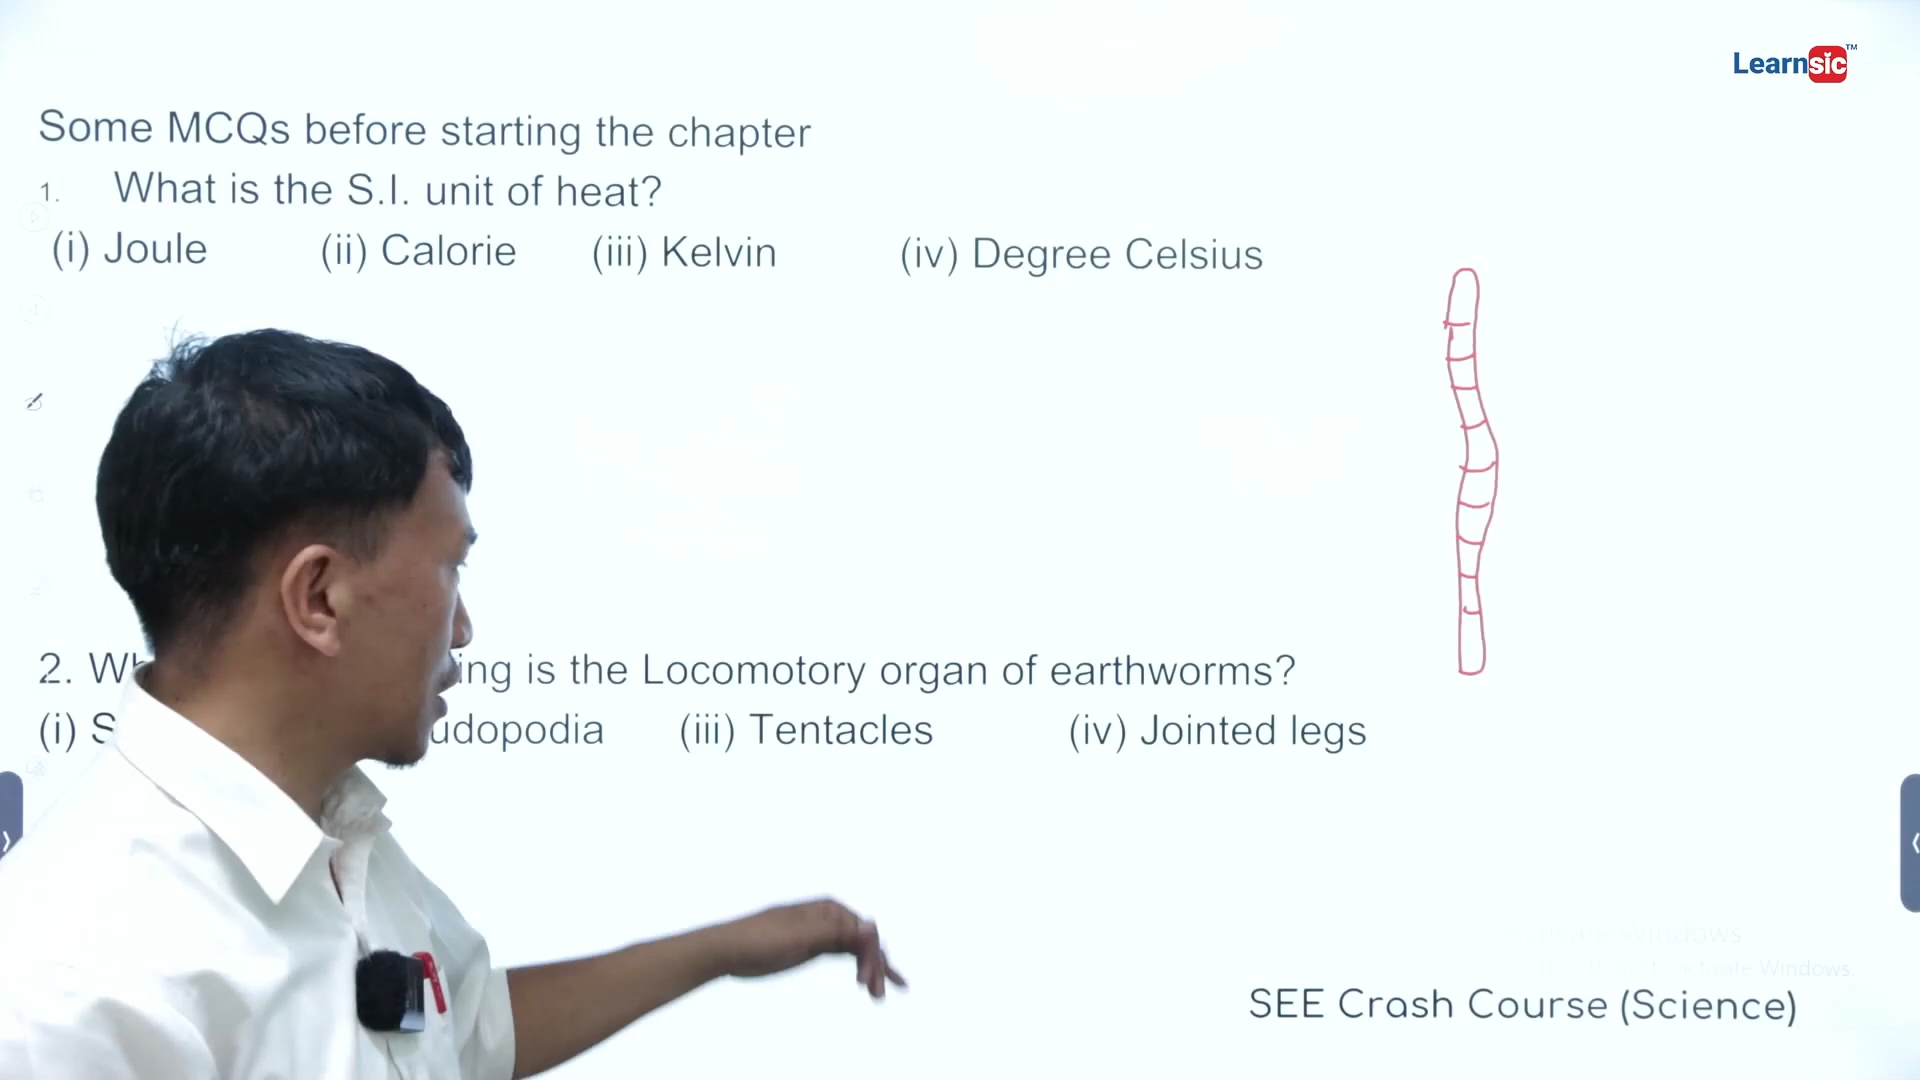 Learnsic™
Some MCQs before starting the chapter
1. What is the S.I. unit of heat?
(i) Joule (ii) Calorie (iii) Kelvin (iv) Degree Celsius
2. is the Locomotory organ of earthworms?
(i) (iii) Tentacles (iv) Jointed legs
Windows
Windows.
SEE Crash Course (Science)